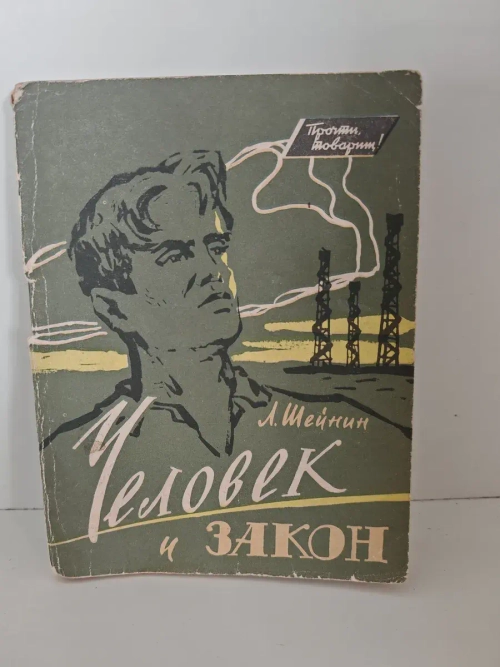 Прочти,
товарищ!
Л. Шейнин
Человек
и ЗАКОН